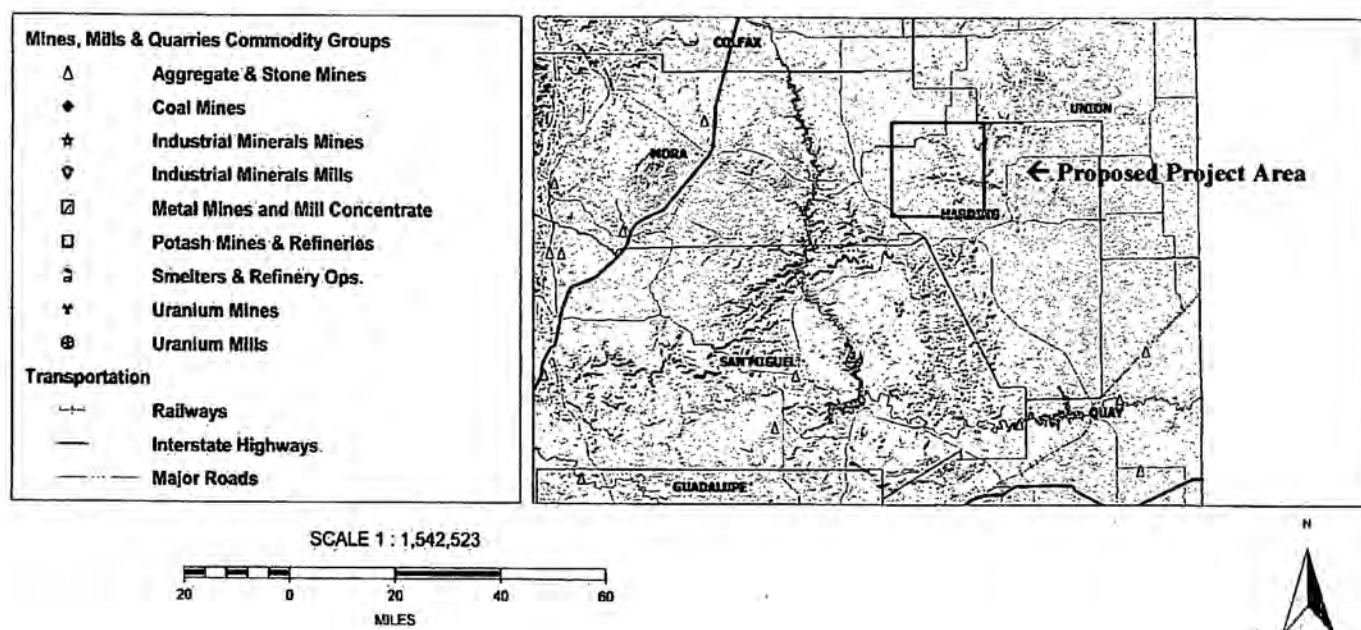 Mines, Mills & Quarries Commodity Groups
Aggregate & Stone Mines
Coal Mines
Industrial Minerals Mines
Industrial Minerals Mills
Metal Mines and Mill Concentrate
Potash Mines & Refineries
Smelters & Refinery Ops.
Uranium Mines
Uranium Mills
Transportation
Railways
Interstate Highways
Major Roads
COLFAX
UNION
MORA
← Proposed Project Area
HARDING
SAN MIGUEL
QUAY
GUADALUPE
SCALE 1 : 1,542,523
20 0 20 40 60
MILES
N